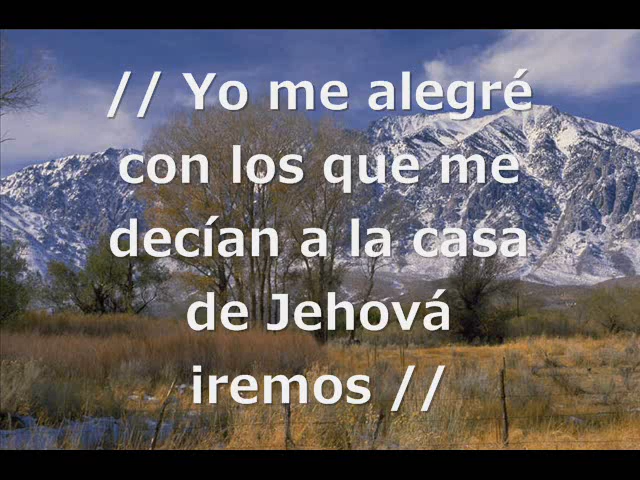 // Yo me alegré
con los que me
decían a la casa
de Jehová
iremos //